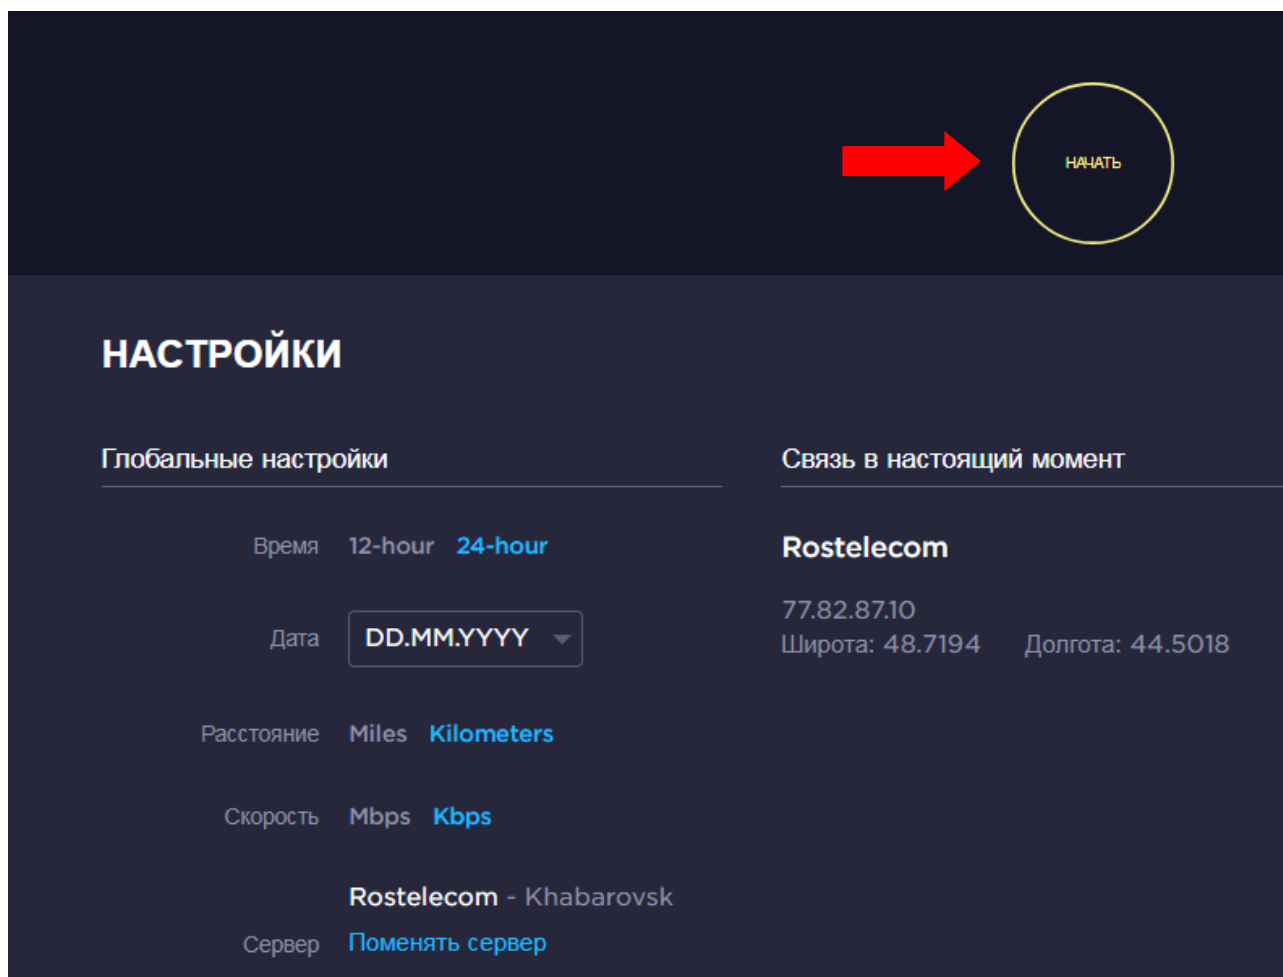 НАЧАТЬ
НАСТРОЙКИ
Глобальные настройки
Время 12-hour 24-hour
Дата DD.MM.YYYY
Расстояние Miles Kilometers
Скорость Mbps Kbps
Rostelecom - Khabarovsk
Сервер Поменять сервер
Связь в настоящий момент
Rostelecom
77.82.87.10
Широта: 48.7194 Долгота: 44.5018